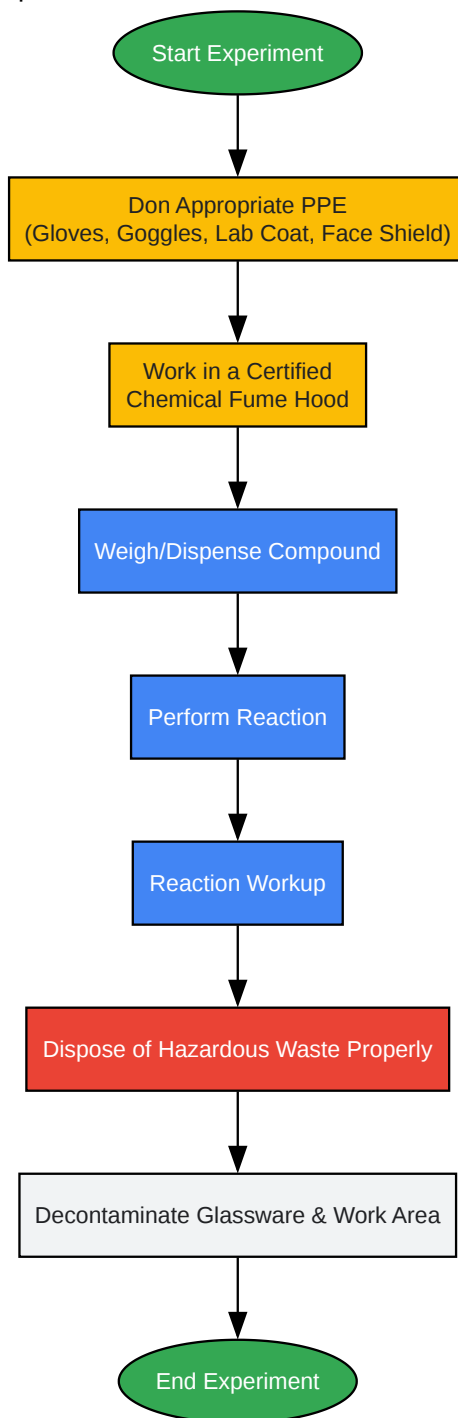 Start Experiment
Don Appropriate PPE
(Gloves, Goggles, Lab Coat, Face Shield)
Work in a Certified
Chemical Fume Hood
Weigh/Dispense Compound
Perform Reaction
Reaction Workup
Dispose of Hazardous Waste Properly
Decontaminate Glassware & Work Area
End Experiment